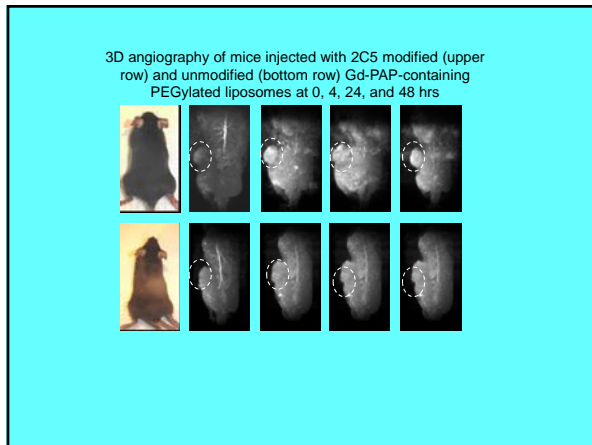 3D angiography of mice injected with 2C5 modified (upper
row) and unmodified (bottom row) Gd-PAP-containing
PEGylated liposomes at 0, 4, 24, and 48 hrs